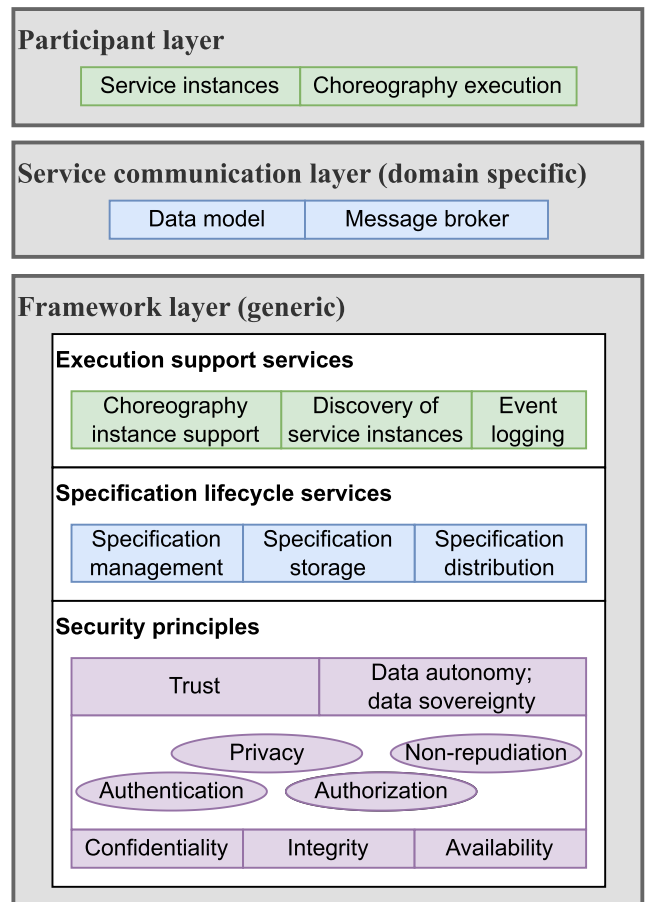 Participant layer
Service instances Choreography execution
Service communication layer (domain specific)
Data model Message broker
Framework layer (generic)
Execution support services
Choreography
instance support
Discovery of
service instances
Event
logging
Specification lifecycle services
Specification
management
Specification
storage
Specification
distribution
Security principles
Trust
Data autonomy;
data sovereignty
Privacy Non-repudiation
Authentication Authorization
Confidentiality Integrity Availability